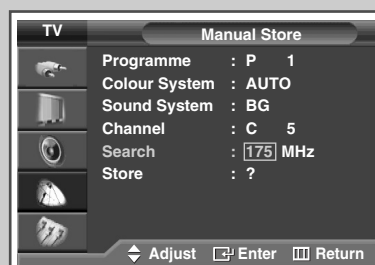 TV Manual Store
Programme : P 1
Colour System : AUTO
Sound System : BG
Channel : C 5
Search : 175 MHz
Store : ?
Adjust Enter Return